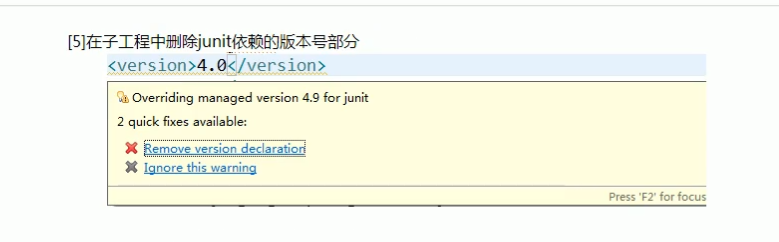 [5]在子工程中删除junit依赖的版本号部分
<version>4.0</version>
Overriding managed version 4.9 for junit
2 quick fixes available:
Remove version declaration
Ignore this warning
Press 'F2' for focus